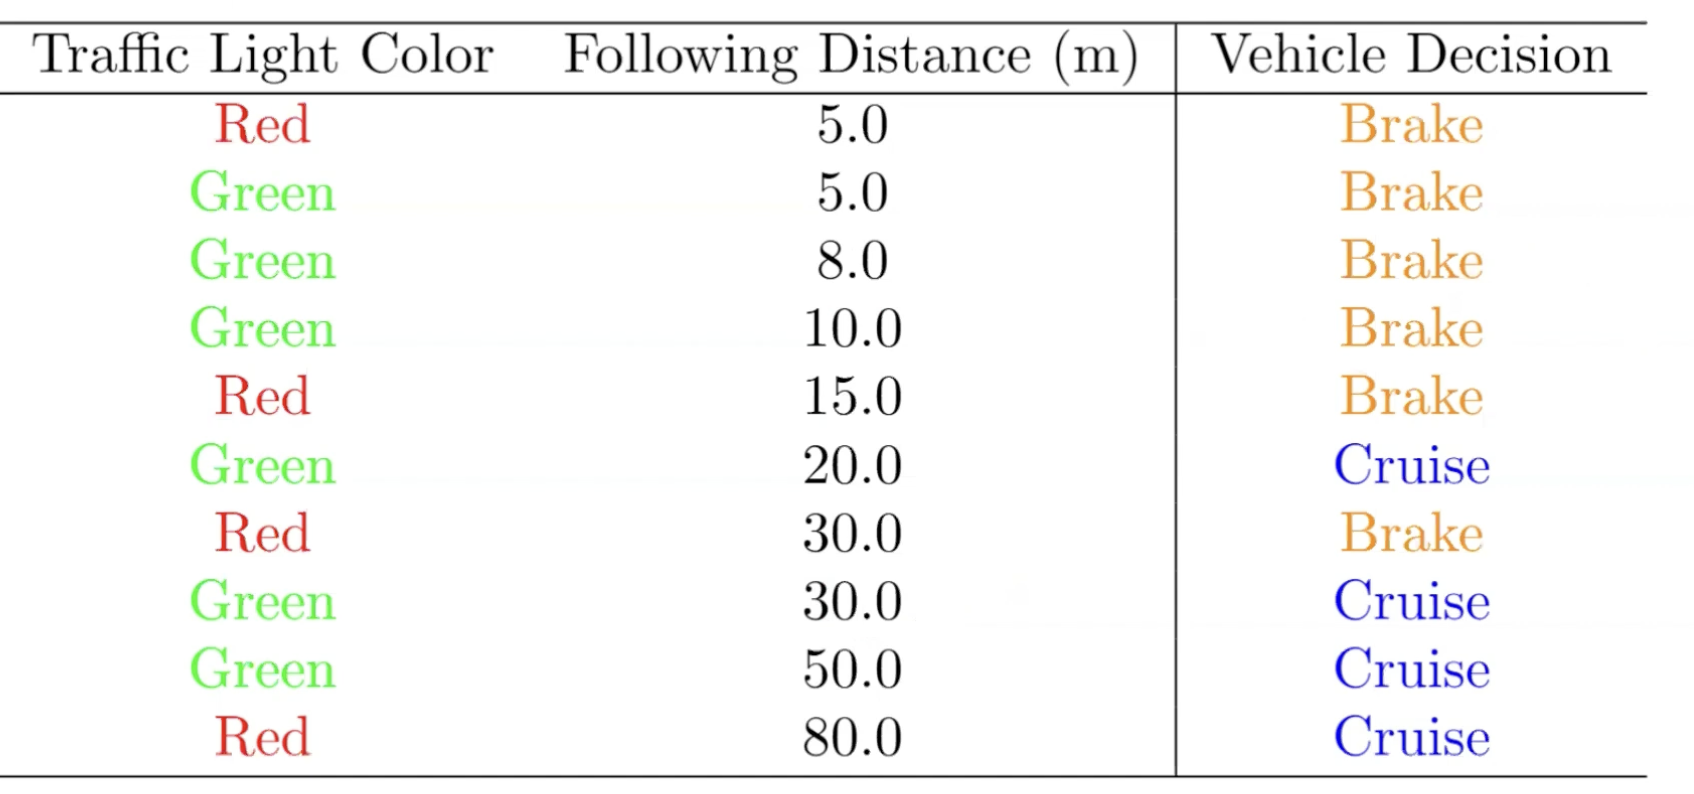 Traffic Light Color Following Distance (m) Vehicle Decision
Red 5.0 Brake
Green 5.0 Brake
Green 8.0 Brake
Green 10.0 Brake
Red 15.0 Brake
Green 20.0 Cruise
Red 30.0 Brake
Green 30.0 Cruise
Green 50.0 Cruise
Red 80.0 Cruise